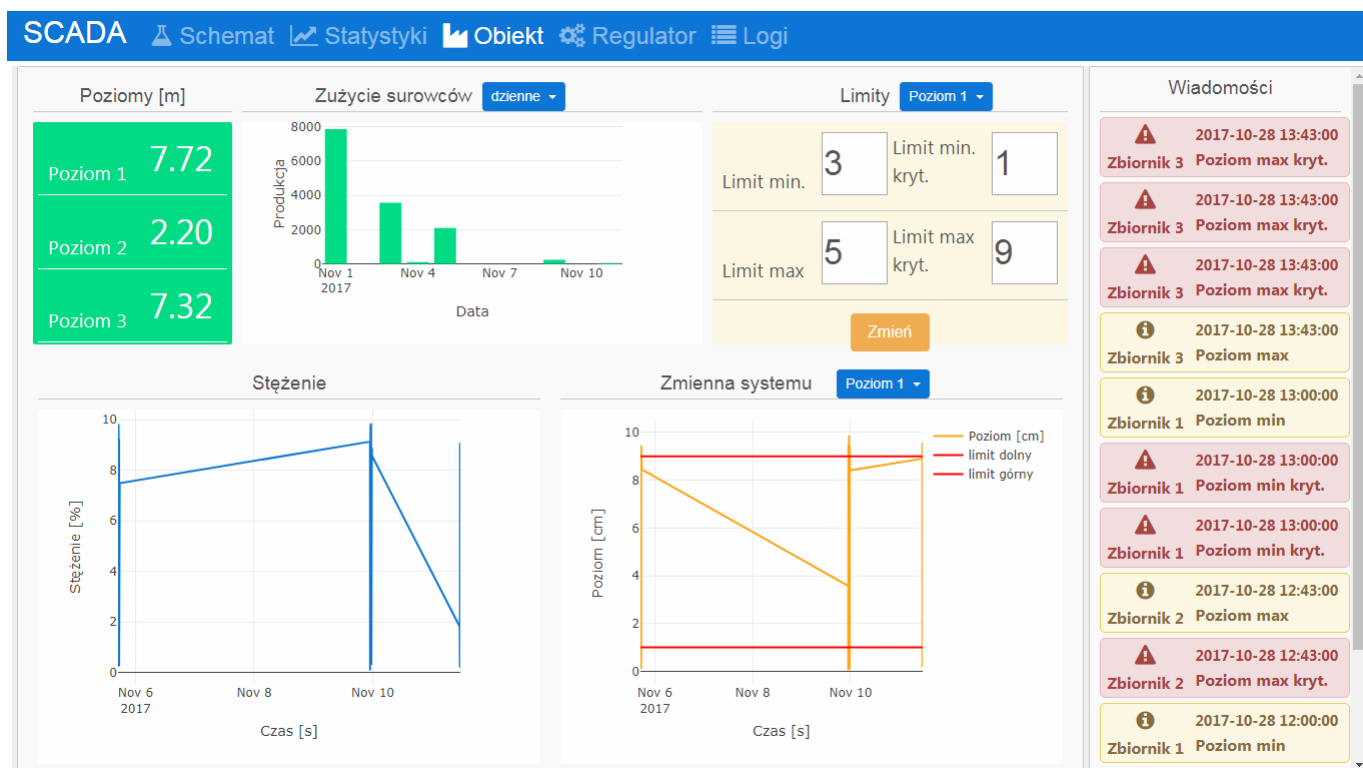 SCADA Schemat Statystyki Obiekt Regulator Logi
Poziomy [m]
Poziom 1 7.72
Poziom 2 2.20
Poziom 3 7.32
Zużycie surowców dzienne
8000
6000
4000
2000
0
Produkcja
Nov 1 Nov 4 Nov 7 Nov 10
2017
Data
Limity Poziom 1
Limit min. 3 Limit min. kryt. 1
Limit max 5 Limit max kryt. 9
Zmień
Stężenie
10
8
6
4
2
0
Stężenie [%]
Nov 6 Nov 8 Nov 10
2017
Czas [s]
Zmienna systemu Poziom 1
10
8
6
4
2
0
Poziom [cm]
Poziom [cm]
limit dolny
limit górny
Nov 6 Nov 8 Nov 10
2017
Czas [s]
Wiadomości
2017-10-28 13:43:00
Zbiornik 3 Poziom max kryt.
2017-10-28 13:43:00
Zbiornik 3 Poziom max kryt.
2017-10-28 13:43:00
Zbiornik 3 Poziom max kryt.
2017-10-28 13:43:00
Zbiornik 3 Poziom max
2017-10-28 13:00:00
Zbiornik 1 Poziom min
2017-10-28 13:00:00
Zbiornik 1 Poziom min kryt.
2017-10-28 13:00:00
Zbiornik 1 Poziom min kryt.
2017-10-28 12:43:00
Zbiornik 2 Poziom max
2017-10-28 12:43:00
Zbiornik 2 Poziom max kryt.
2017-10-28 12:00:00
Zbiornik 1 Poziom min